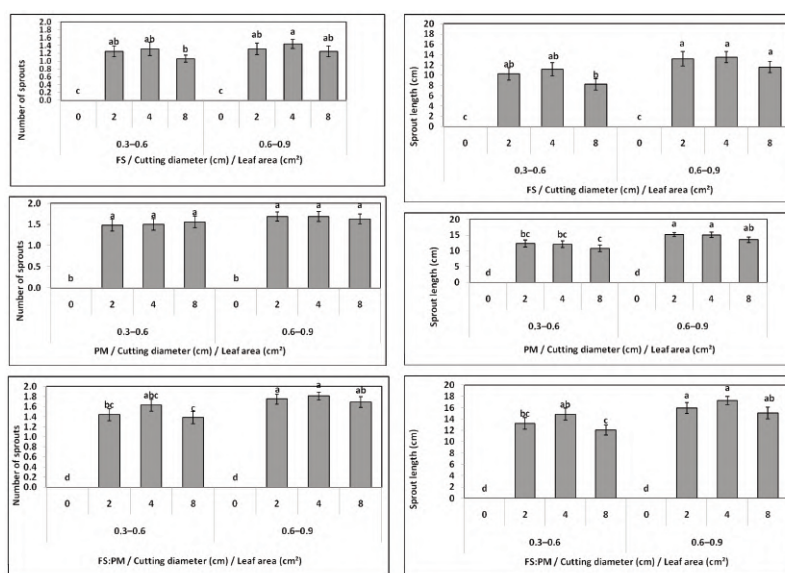 Number of sprouts
2.0
1.8
1.6
1.4
1.2
1.0
0.8
0.6
0.4
0.2
0.0
c ab ab b c ab a ab
0 2 4 8 0 2 4 8
0.3–0.6 0.6–0.9
FS / Cutting diameter (cm) / Leaf area (cm²)
Sprout length (cm)
20
18
16
14
12
10
8
6
4
2
0
c ab ab b c a a a
0 2 4 8 0 2 4 8
0.3–0.6 0.6–0.9
FS / Cutting diameter (cm) / Leaf area (cm²)
Number of sprouts
2.0
1.5
1.0
0.5
0.0
b a a a b a a a
0 2 4 8 0 2 4 8
0.3–0.6 0.6–0.9
PM / Cutting diameter (cm) / Leaf area (cm²)
Sprout length (cm)
20
15
10
5
0
d bc bc c d a a ab
0 2 4 8 0 2 4 8
0.3–0.6 0.6–0.9
PM / Cutting diameter (cm) / Leaf area (cm²)
Number of sprouts
2.0
1.8
1.6
1.4
1.2
1.0
0.8
0.6
0.4
0.2
0.0
d bc abc c d a a ab
0 2 4 8 0 2 4 8
0.3–0.6 0.6–0.9
FS:PM / Cutting diameter (cm) / Leaf area (cm²)
Sprout length (cm)
20
18
16
14
12
10
8
6
4
2
0
d bc ab c d a a ab
0 2 4 8 0 2 4 8
0.3–0.6 0.6–0.9
FS:PM / Cutting diameter (cm) / Leaf area (cm²)